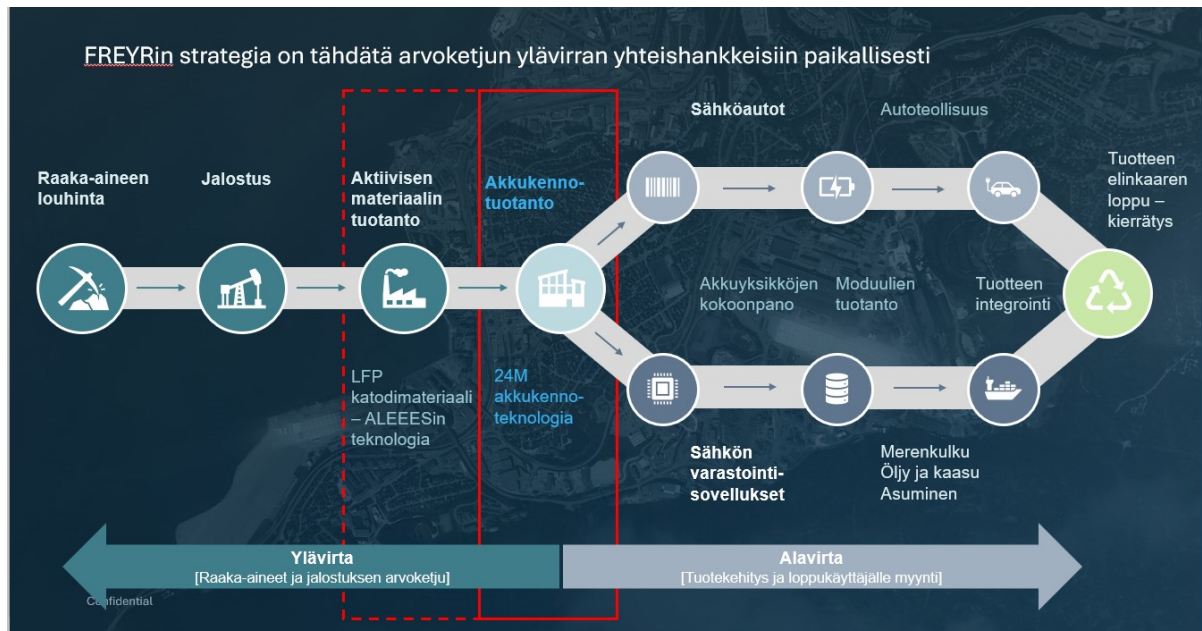 FREYRin strategia on tähdätä arvoketjun ylävirran yhteishankkeisiin paikallisesti
Raaka-aineen
louhinta
Jalostus
Aktiivisen
materiaalin
tuotanto
Akkukenno-
tuotanto
Sähköautot
Autoteollisuus
Tuotteen
elinkaaren
loppu –
kierrätys
Akkuyksikköjen
kokoonpano
Moduulien
tuotanto
Tuotteen
integrointi
LFP
katodimateriaali
– ALEEESin
teknologia
24M
akkukenno-
teknologia
Sähkön
varastointi-
sovellukset
Merenkulku
Öljy ja kaasu
Asuminen
Ylävirta
[Raaka-aineet ja jalostuksen arvoketju]
Alavirta
[Tuotekehitys ja loppukäyttäjälle myynti]
Confidential